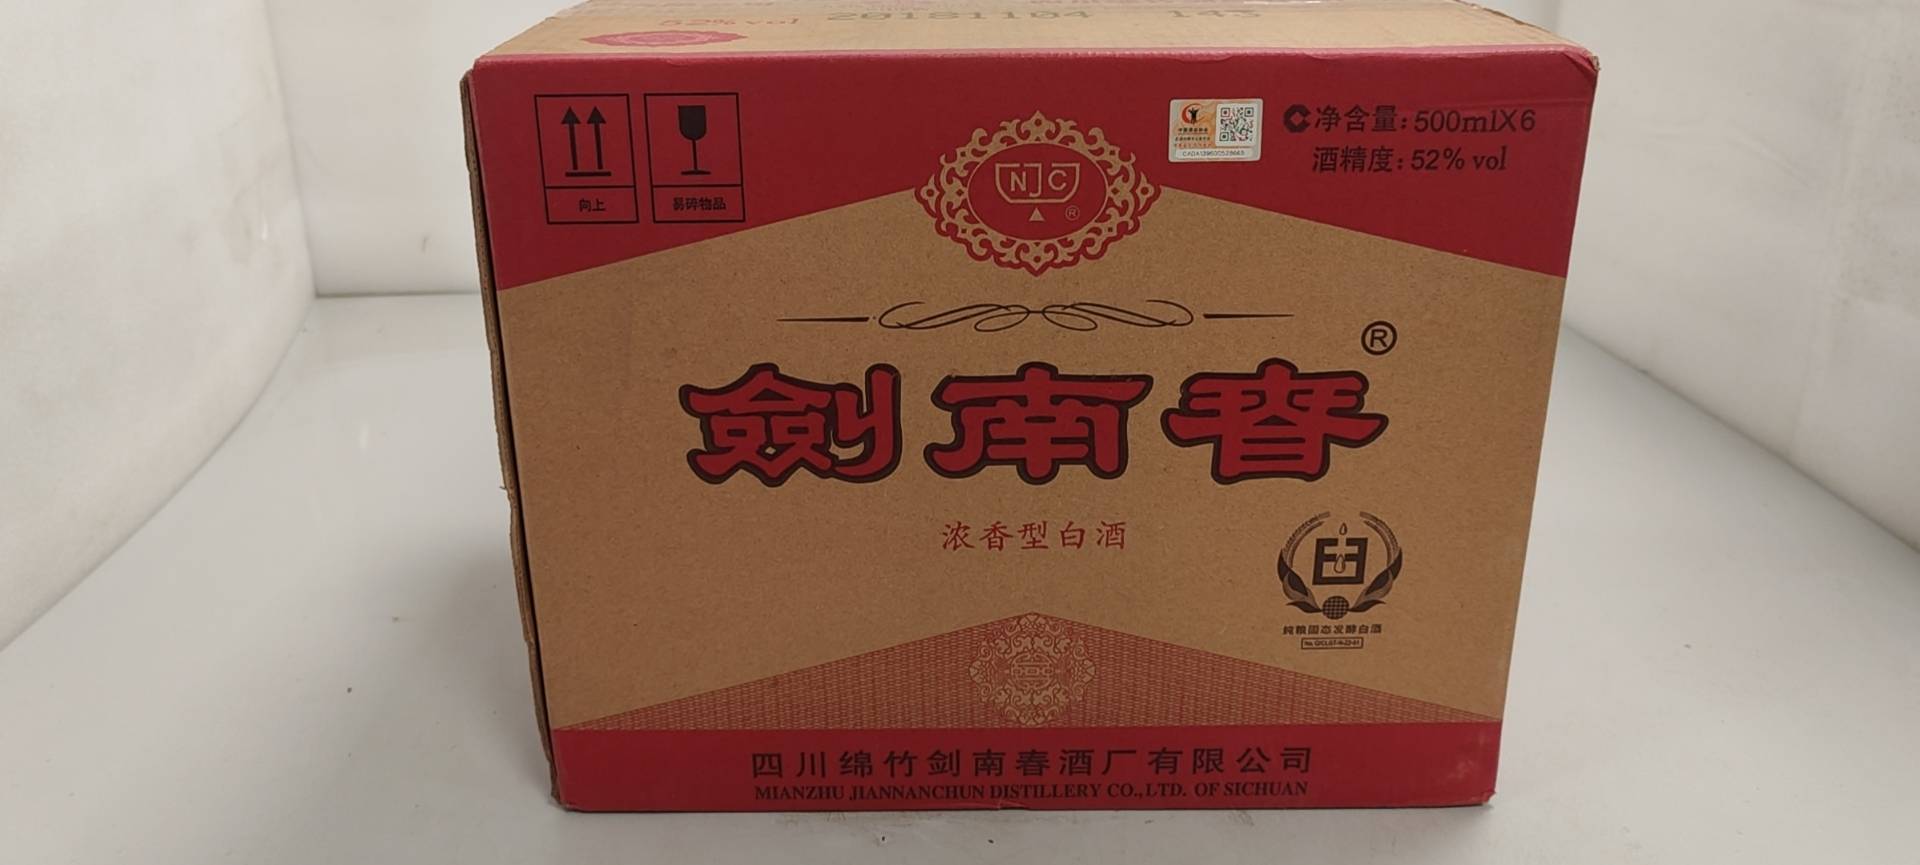 52% vol
20181104 143
向上
易碎物品
NJC
®
净含量: 500mlX6
酒精度: 52% vol
劍南春®
浓香型白酒
纯粮固态发酵白酒
四川绵竹剑南春酒厂有限公司
MIANZHU JIANNANCHUN DISTILLERY CO.,LTD. OF SICHUAN